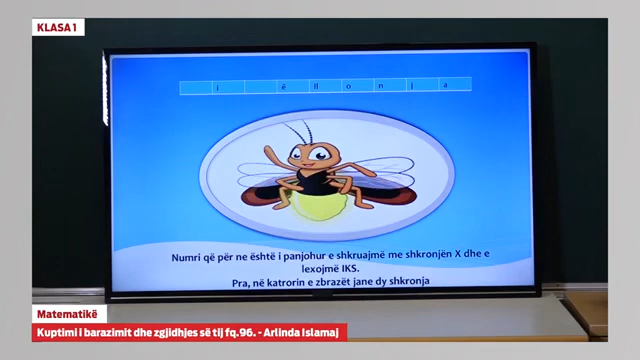 KLASA 1
i ë ll o n j a
Numri që për ne është i panjohur e shkruajmë me shkronjën X dhe e
lexojmë IKS.
Pra, në katrorin e zbrazët jane dy shkronja
Matematikë
Kuptimi i barazimit dhe zgjidhjes së tij fq.96. - Arlinda Islamaj